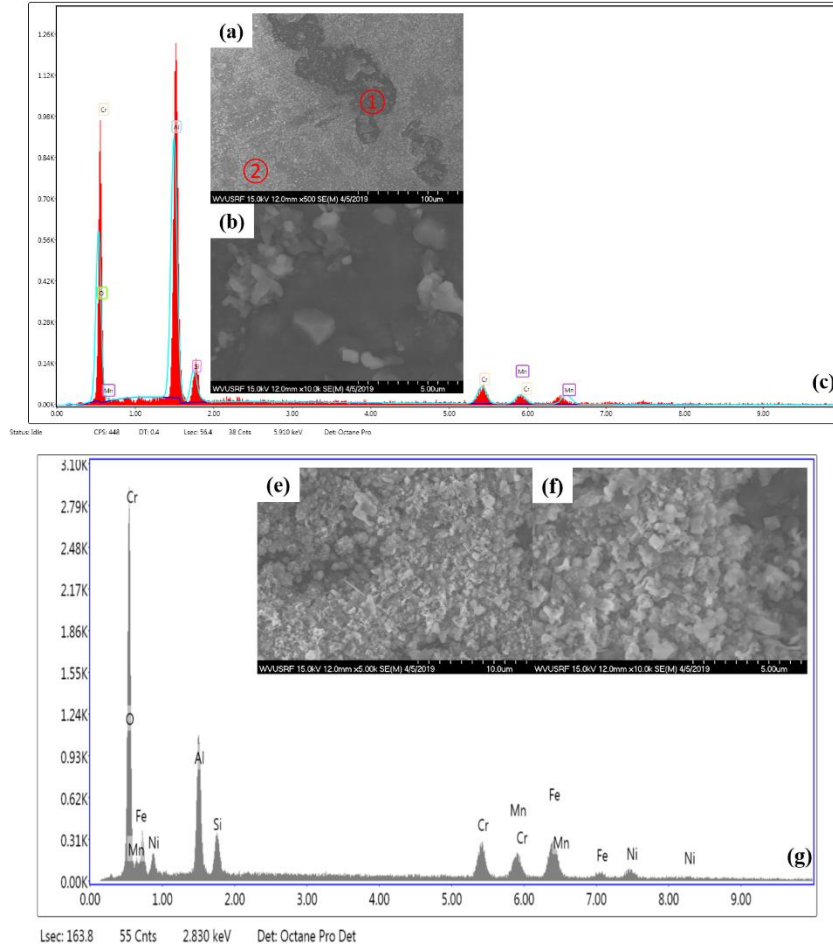 (a)
1.26K
1.12K
0.98K
0.84K
0.70K
0.56K
0.42K
0.28K
0.14K
0.00K
Cr
Al
O
Mn
Si
①
②
WVUSRF 15.0kV 12.0mm x500 SE(M) 4/5/2019 100um
(b)
WVUSRF 15.0kV 12.0mm x10.0k SE(M) 4/5/2019 5.00um
Cr
Mn
Cr
Mn
(c)
0.00 1.00 2.00 3.00 4.00 5.00 6.00 7.00 8.00 9.00
Status: Idle CPS: 448 DT: 0.4 Lsec: 56.4 38 Cnts 5.910 keV Det: Octane Pro
3.10K
2.79K
2.48K
2.17K
1.86K
1.55K
1.24K
0.93K
0.62K
0.31K
0.00K
Cr
O
Fe
Mn
Ni
Al
Si
(e)
WVUSRF 15.0kV 12.0mm x5.00k SE(M) 4/5/2019 10.0um
(f)
WVUSRF 15.0kV 12.0mm x10.0k SE(M) 4/5/2019 5.00um
Cr
Mn
Cr
Fe
Mn
Fe
Ni
Ni
(g)
0.00 1.00 2.00 3.00 4.00 5.00 6.00 7.00 8.00 9.00
Lsec: 163.8 55 Cnts 2.830 keV Det: Octane Pro Det